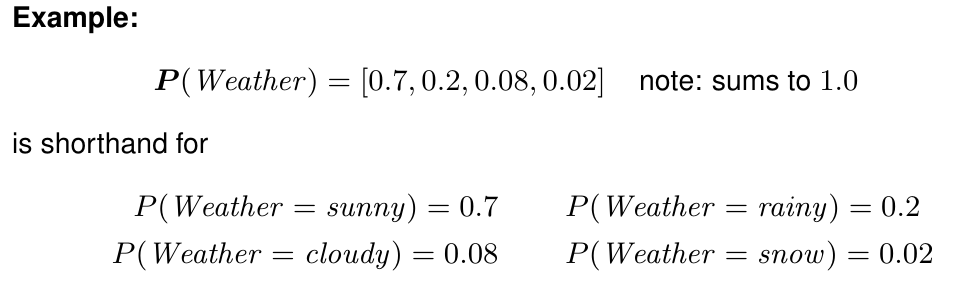 Example:
P(Weather) = [0.7, 0.2, 0.08, 0.02] note: sums to 1.0
is shorthand for
P(Weather = sunny) = 0.7 P(Weather = rainy) = 0.2
P(Weather = cloudy) = 0.08 P(Weather = snow) = 0.02